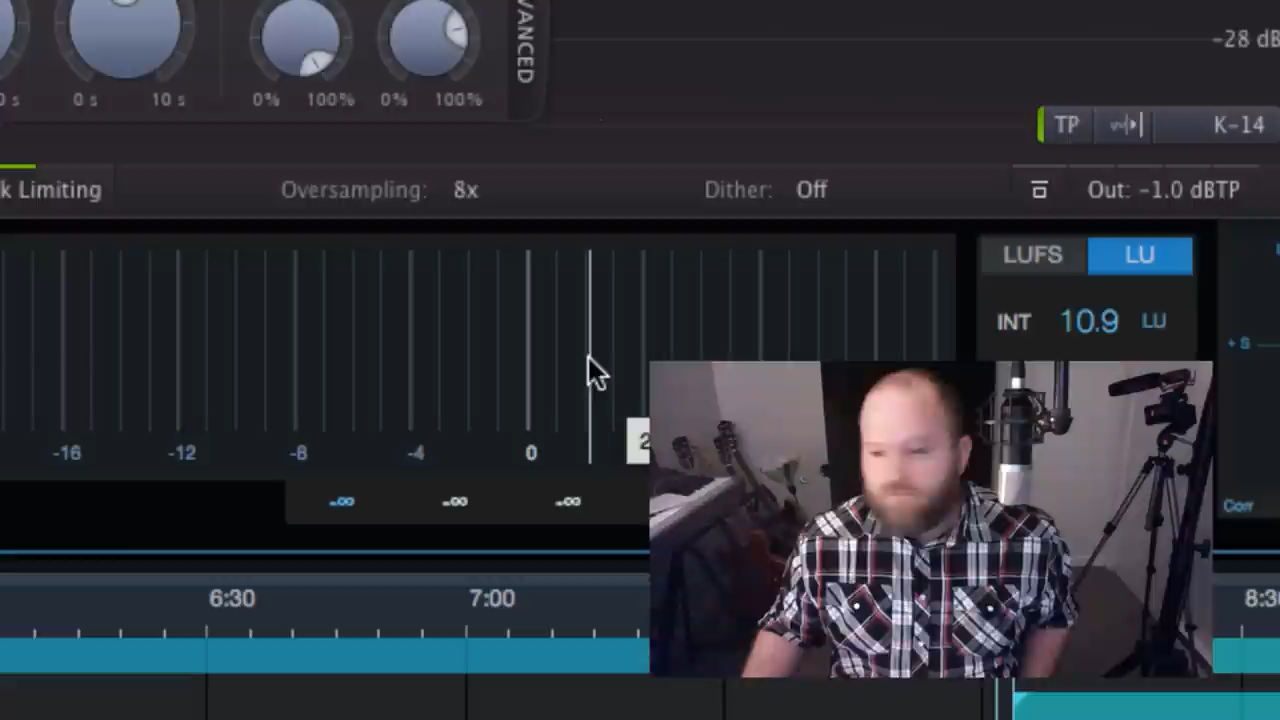 VANCED
-28 dB
0 s 0 s 10 s 0% 100% 0% 100%
TP K-14
k Limiting Oversampling: 8x Dither: Off Out: -1.0 dBTP
LUFS LU
INT 10.9 LU
+ S
-16 -12 -8 -4 0 2
-∞ -∞ -∞
Corr
6:30 7:00 8:30